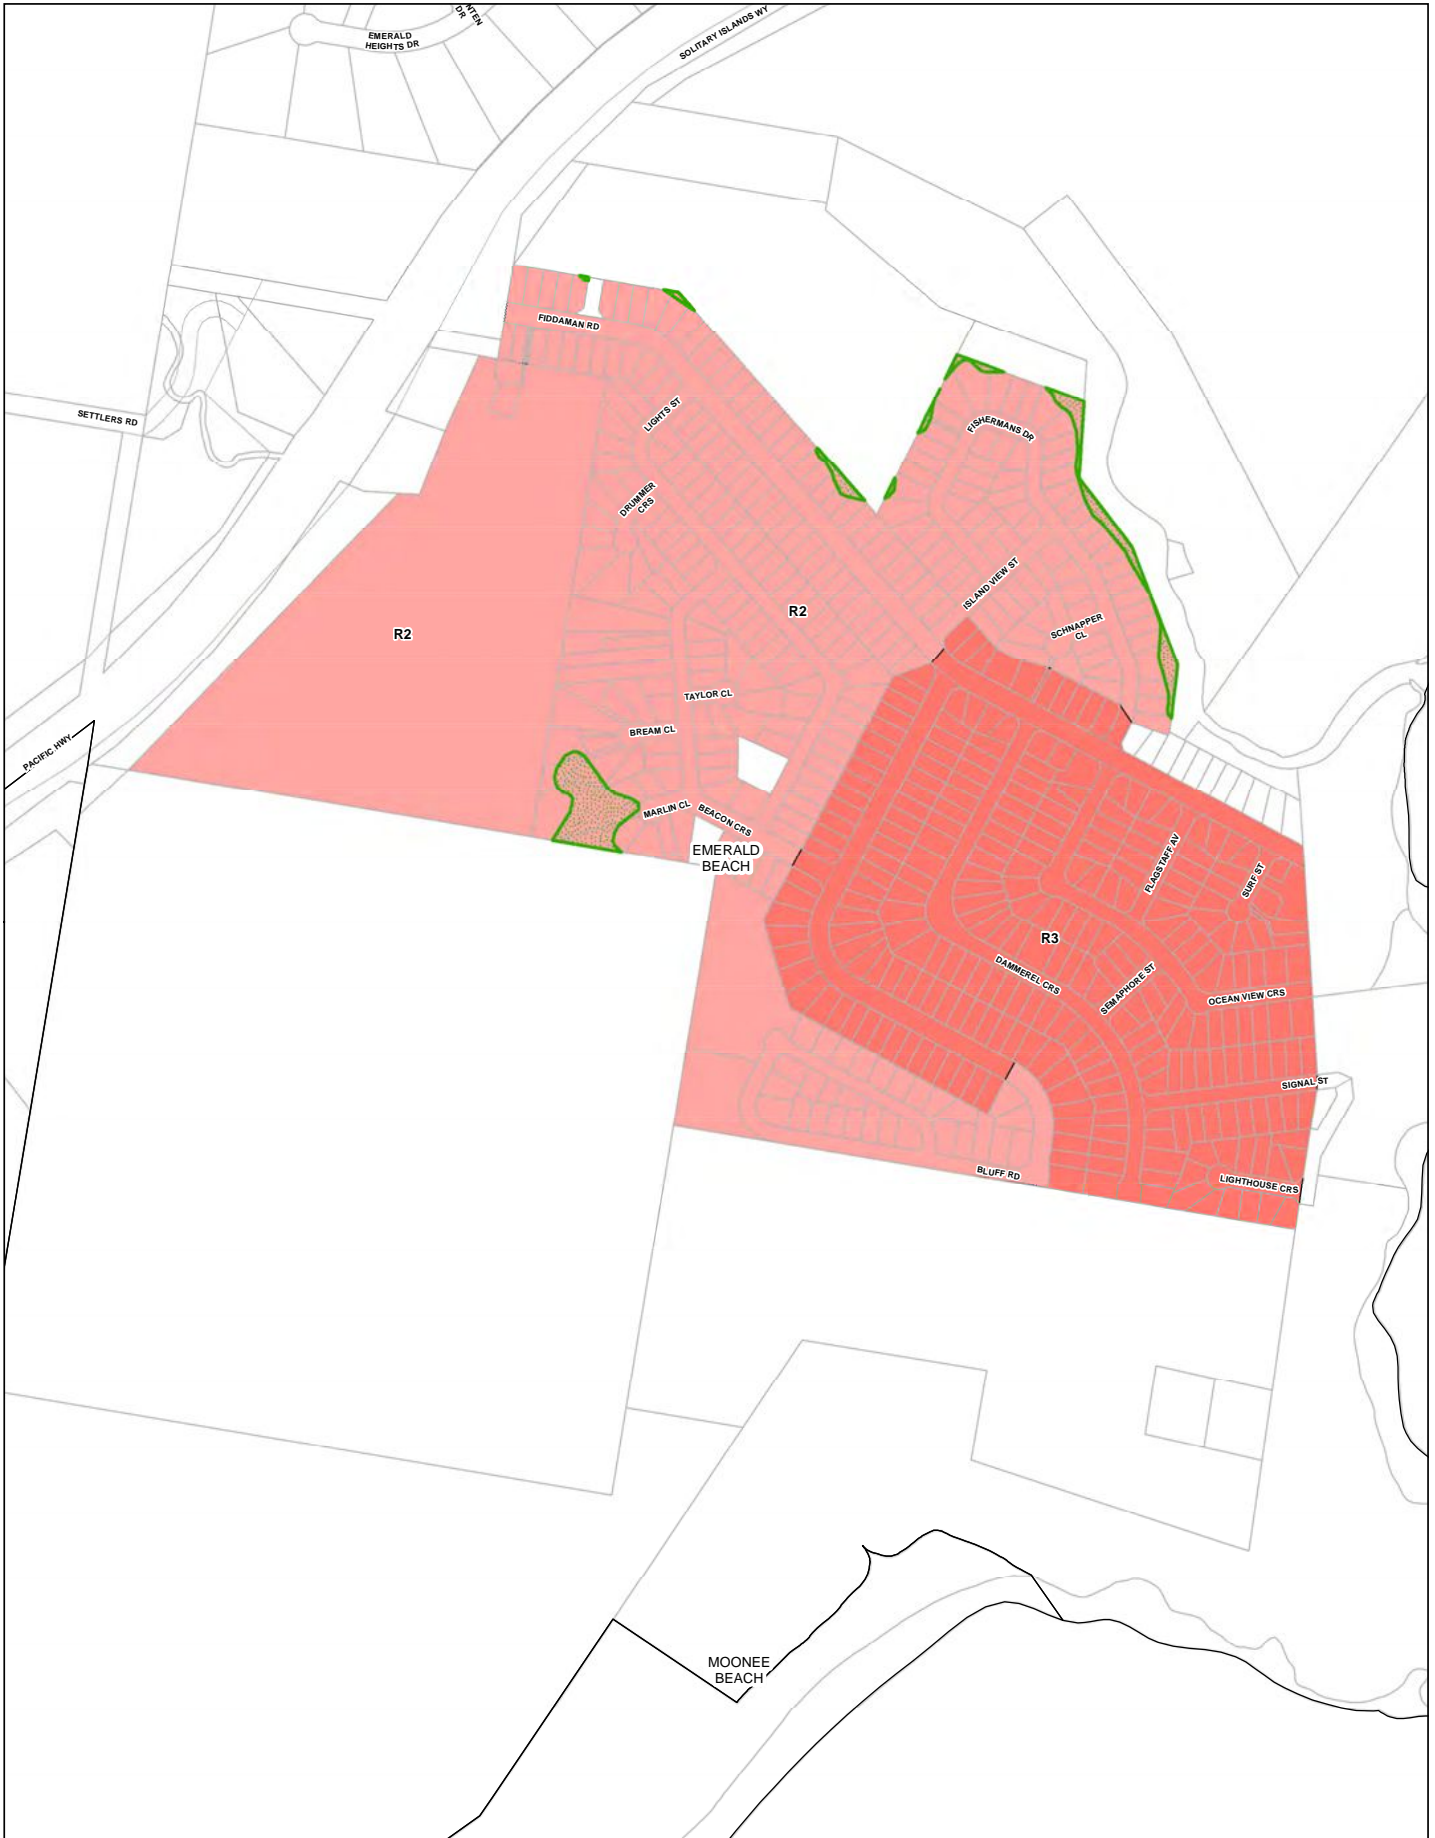 NTEN
DR
EMERALD
HEIGHTS DR
SOLITARY ISLANDS WY
FIDDAMAN RD
SETTLERS RD
LIGHTS ST
FISHERMANS DR
DRUMMER
CRS
ISLAND VIEW ST
R2
R2
SCHNAPPER
CL
TAYLOR CL
BREAM CL
PACIFIC HWY
MARLIN CL
BEACON CRS
EMERALD
BEACH
FLAGSTAFF AV
SURF ST
R3
DAMMEREL CRS
SEMAPHORE ST
OCEAN VIEW CRS
SIGNAL ST
BLUFF RD
LIGHTHOUSE CRS
MOONEE
BEACH